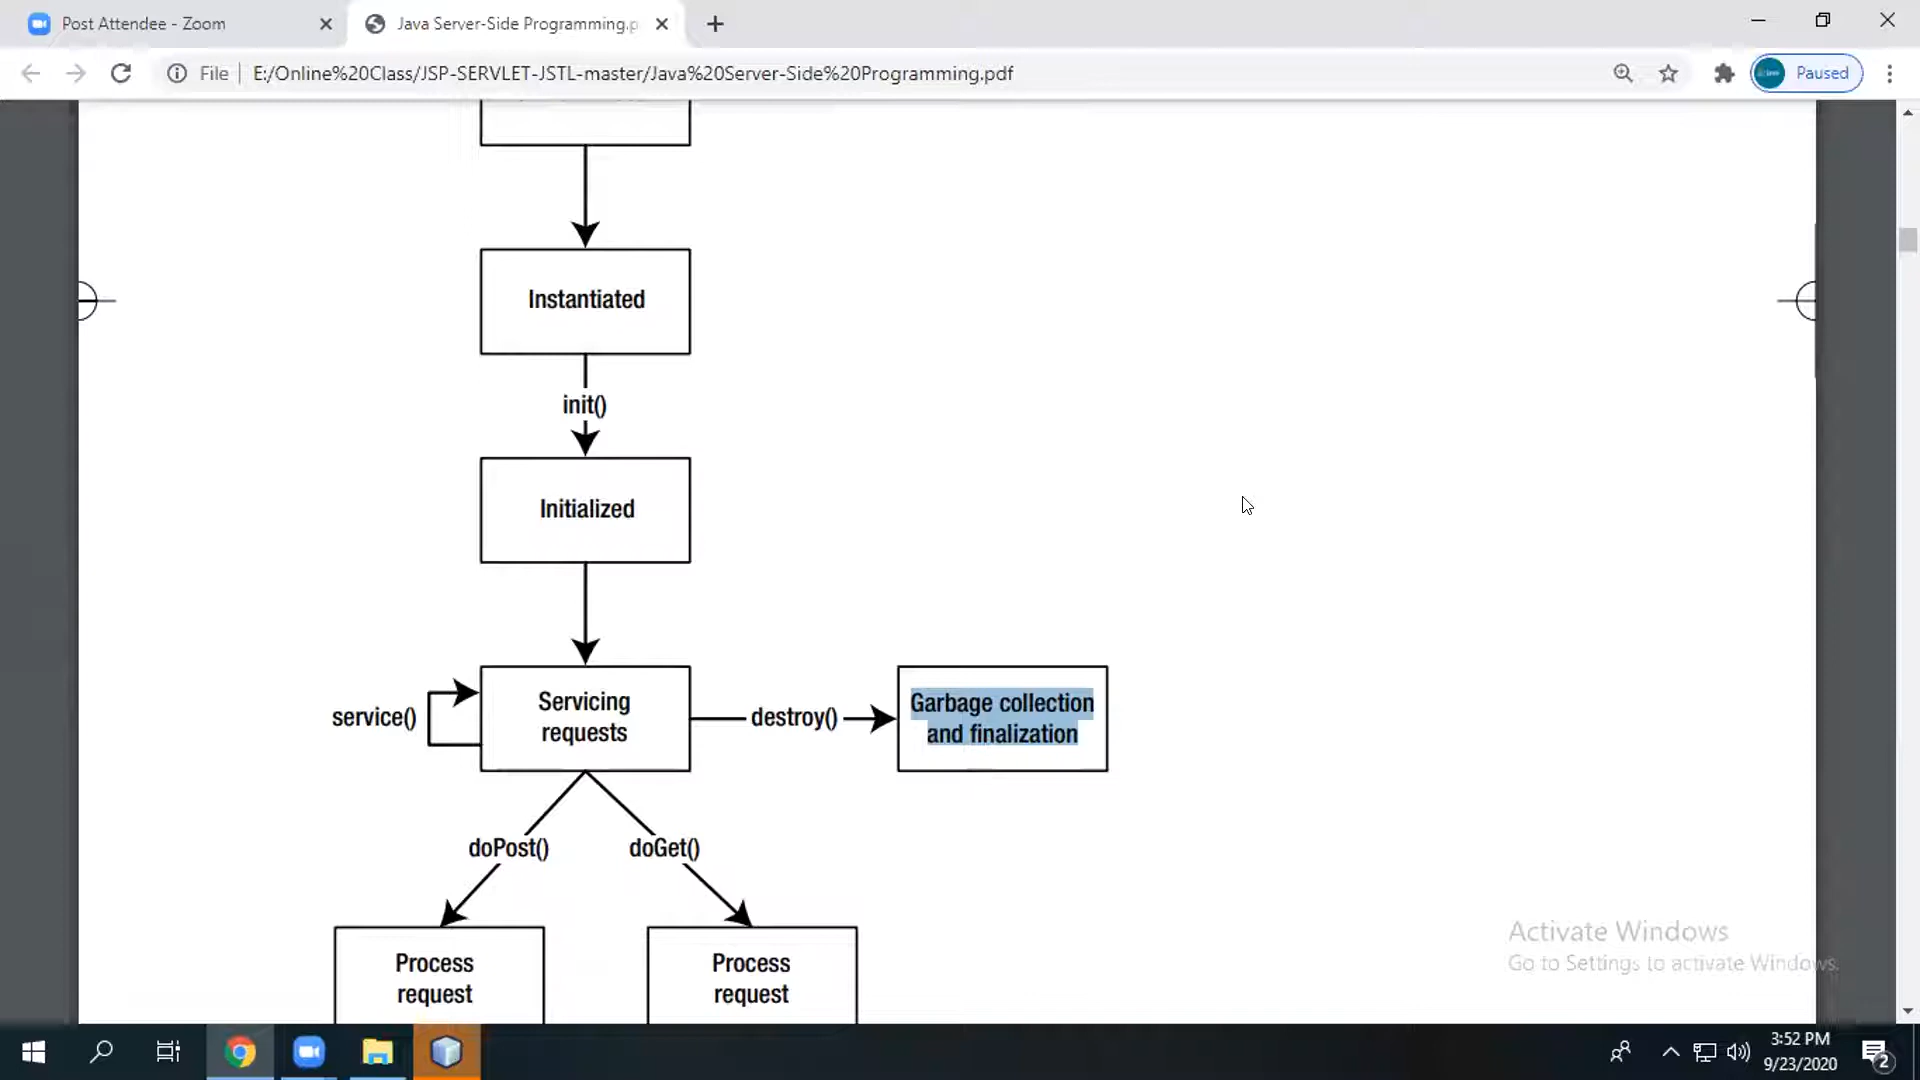 Post Attendee - Zoom
Java Server-Side Programming.p
File
E:/Online%20Class/JSP-SERVLET-JSTL-master/Java%20Server-Side%20Programming.pdf
Paused
Instantiated
init()
Initialized
service()
Servicing
requests
destroy()
Garbage collection
and finalization
doPost()
doGet()
Process
request
Process
request
Activate Windows
Go to Settings to activate Windows.
3:52 PM
9/23/2020
2